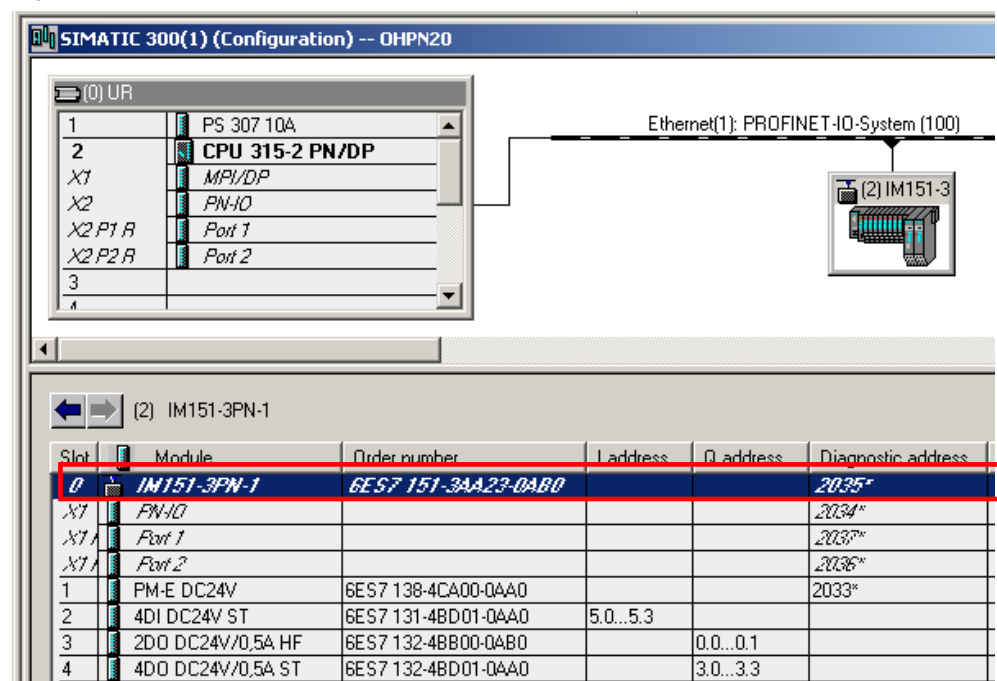 SIMATIC 300(1) (Configuration) -- OHPN20
(0) UR
1 PS 307 10A
2 CPU 315-2 PN/DP
X1 MPI/DP
X2 PN-IO
X2 P1 R Port 1
X2 P2 R Port 2
3
4
Ethernet(1): PROFINET-IO-System (100)
(2) IM151-3
(2) IM151-3PN-1
Slot Module Order number I address Q address Diagnostic address
0 IM151-3PN-1 6ES7 151-3AA23-0AB0 2035*
X1 PN-IO 2034*
X1 Port 1 2037*
X1 Port 2 2036*
1 PM-E DC24V 6ES7 138-4CA00-0AA0 2033*
2 4DI DC24V ST 6ES7 131-4BD01-0AA0 5.0...5.3
3 2DO DC24V/0,5A HF 6ES7 132-4BB00-0AB0 0.0...0.1
4 4DO DC24V/0,5A ST 6ES7 132-4BD01-0AA0 3.0...3.3